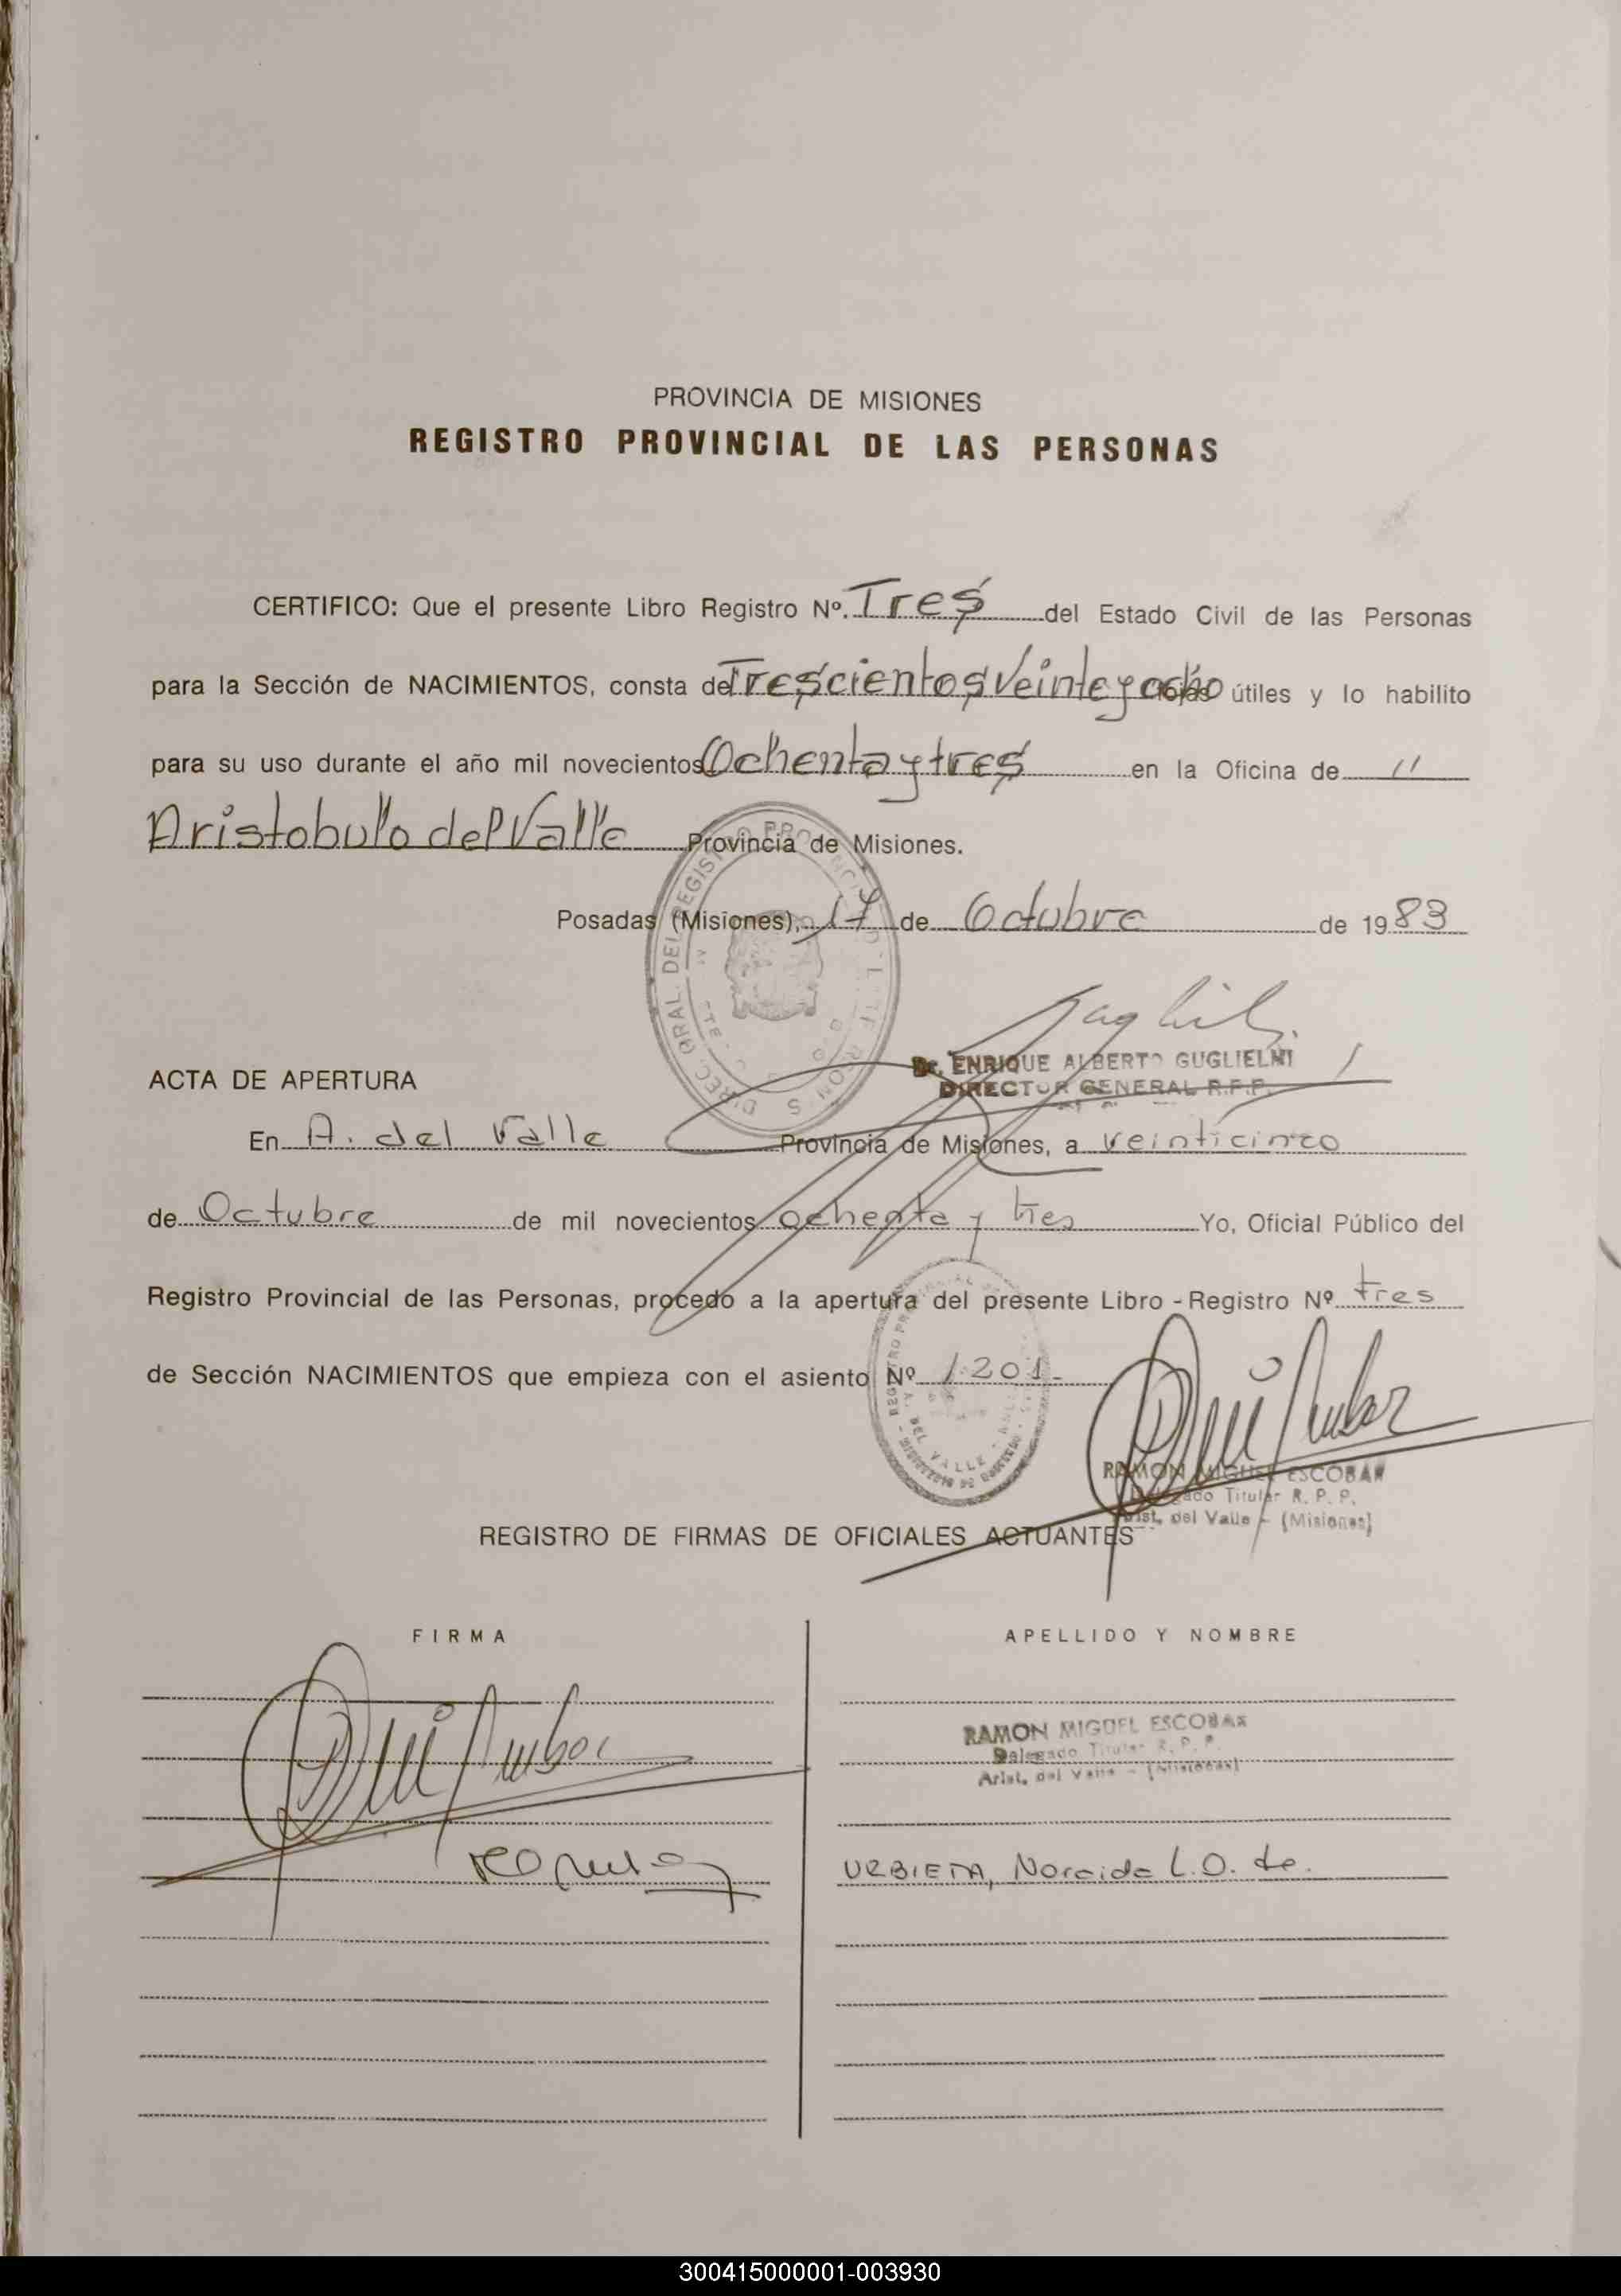 PROVINCIA DE MISIONES
REGISTRO PROVINCIAL DE LAS PERSONAS
CERTIFICO: Que el presente Libro Registro Nº. Tres del Estado Civil de las Personas
para la Sección de NACIMIENTOS, consta de Trescientos Veinte y ocho fojas útiles y lo habilito
para su uso durante el año mil novecientos Ochenta y tres en la Oficina de //
Aristobulo del Valle Provincia de Misiones.
Posadas (Misiones), 17 de Octubre de 1983
Dr. ENRIQUE ALBERTO GUGLIELMI
DIRECTOR GENERAL R.P.P.
ACTA DE APERTURA
En A. del Valle Provincia de Misiones, a veinticinco
de Octubre de mil novecientos ochenta y tres Yo, Oficial Público del
Registro Provincial de las Personas, procedo a la apertura del presente Libro - Registro Nº tres
de Sección NACIMIENTOS que empieza con el asiento Nº 1.201-
RAMON MIGUEL ESCOBAR
Delegado Titular R. P. P.
Arist. del Valle - (Misiones)
REGISTRO DE FIRMAS DE OFICIALES ACTUANTES
FIRMA APELLIDO Y NOMBRE
RAMON MIGUEL ESCOBAR
Delegado Titular R. P. P.
Arist. del Valle - (Misiones)
URBIETA, Norcida L.O. de.
300415000001-003930